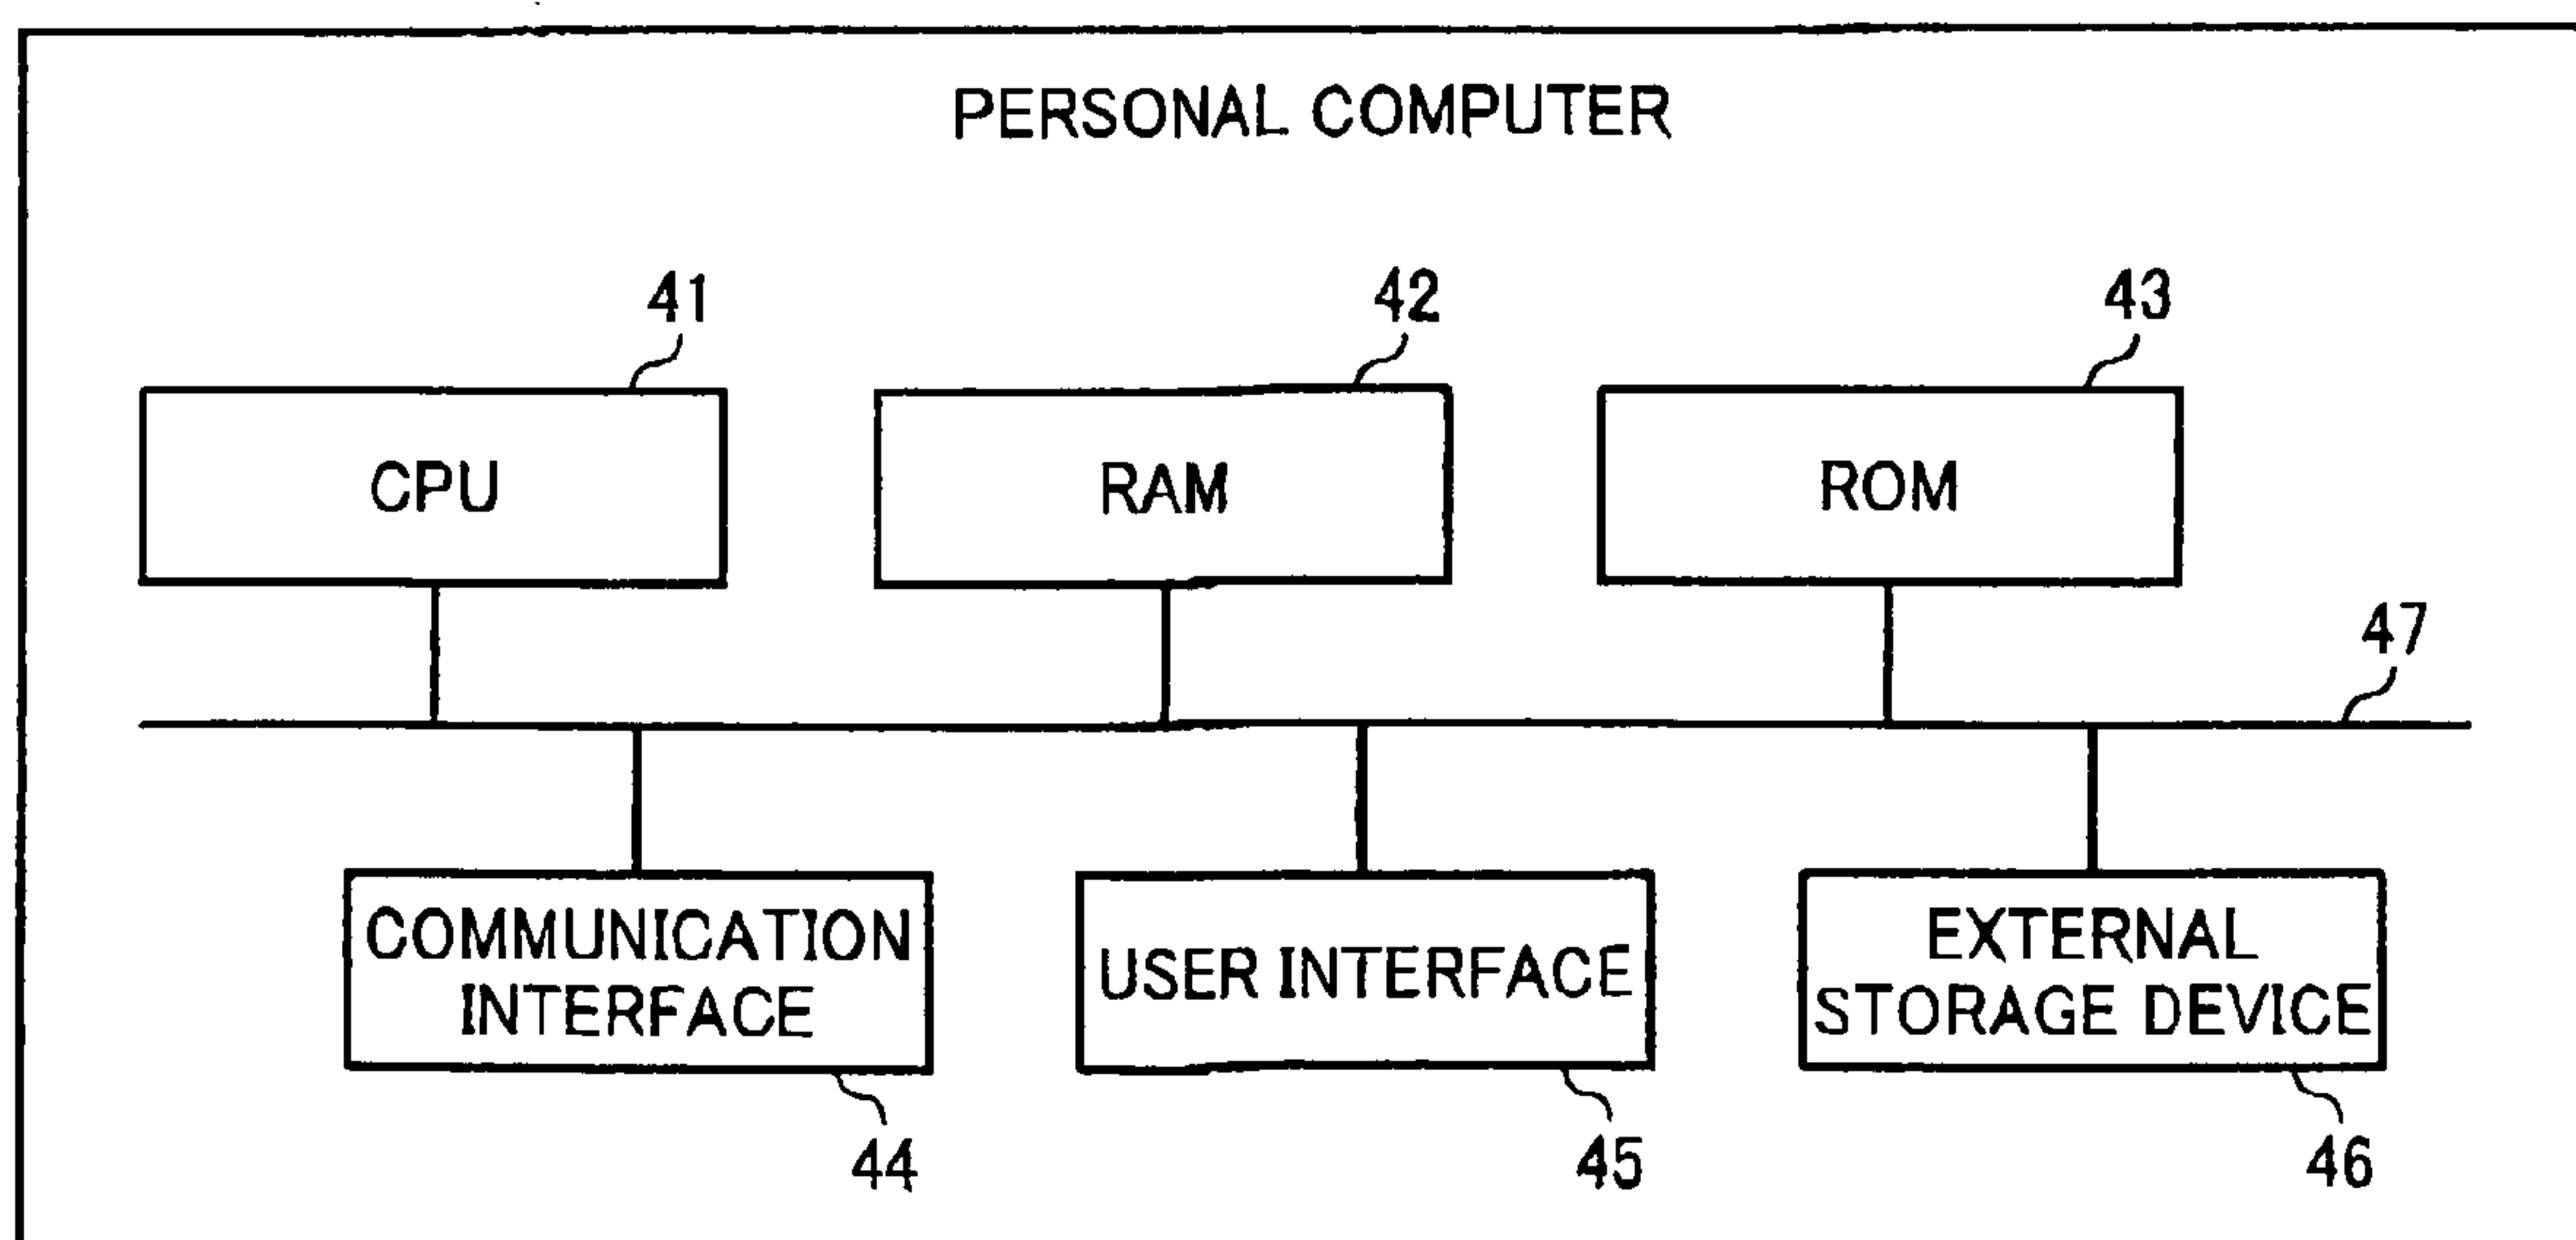 PERSONAL COMPUTER
41
42
43
CPU
RAM
ROM
47
COMMUNICATION
INTERFACE
USER INTERFACE
EXTERNAL
STORAGE DEVICE
44
45
46